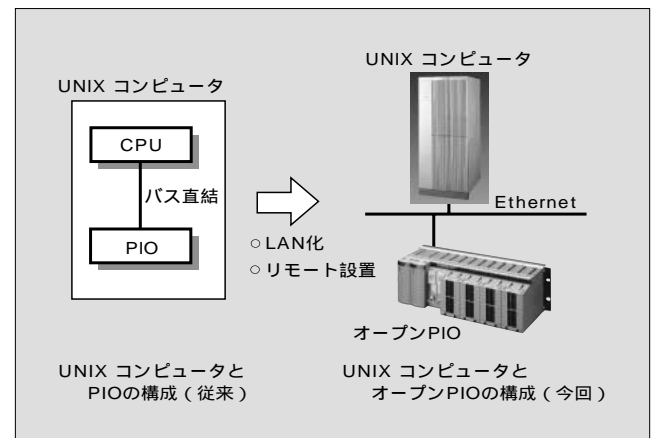 UNIX コンピュータ
CPU
バス直結
PIO
○LAN化
○リモート設置
UNIX コンピュータ
Ethernet
オープンPIO
UNIX コンピュータと
PIOの構成（従来）
UNIX コンピュータと
オープンPIOの構成（今回）